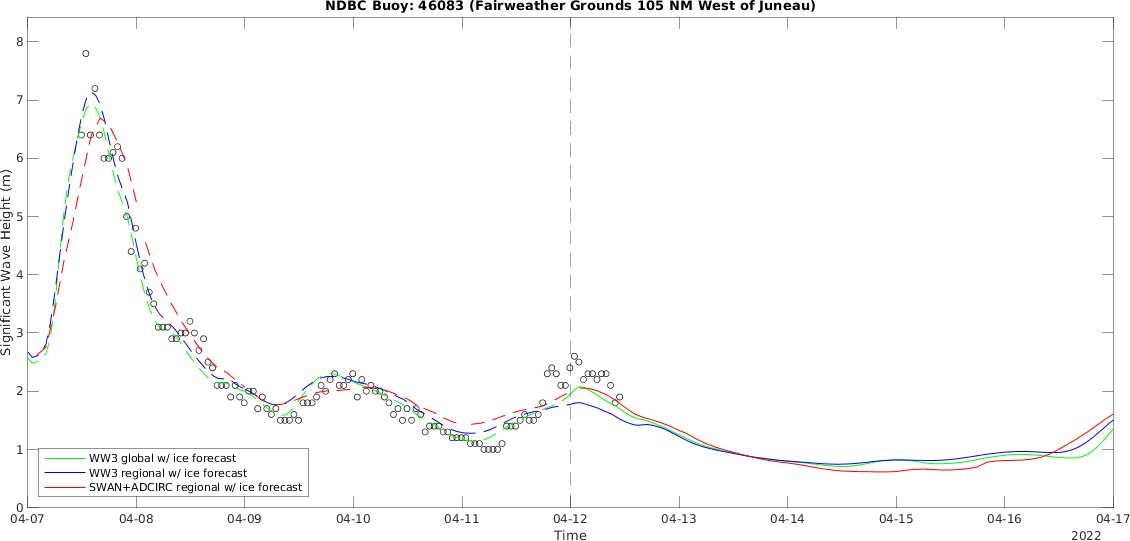 NDBC Buoy: 46083 (Fairweather Grounds 105 NM West of Juneau)
Significant Wave Height (m)
8
7
6
5
4
3
2
1
0
WW3 global w/ ice forecast
WW3 regional w/ ice forecast
SWAN+ADCIRC regional w/ ice forecast
04-07 04-08 04-09 04-10 04-11 04-12 04-13 04-14 04-15 04-16 04-17
Time
2022